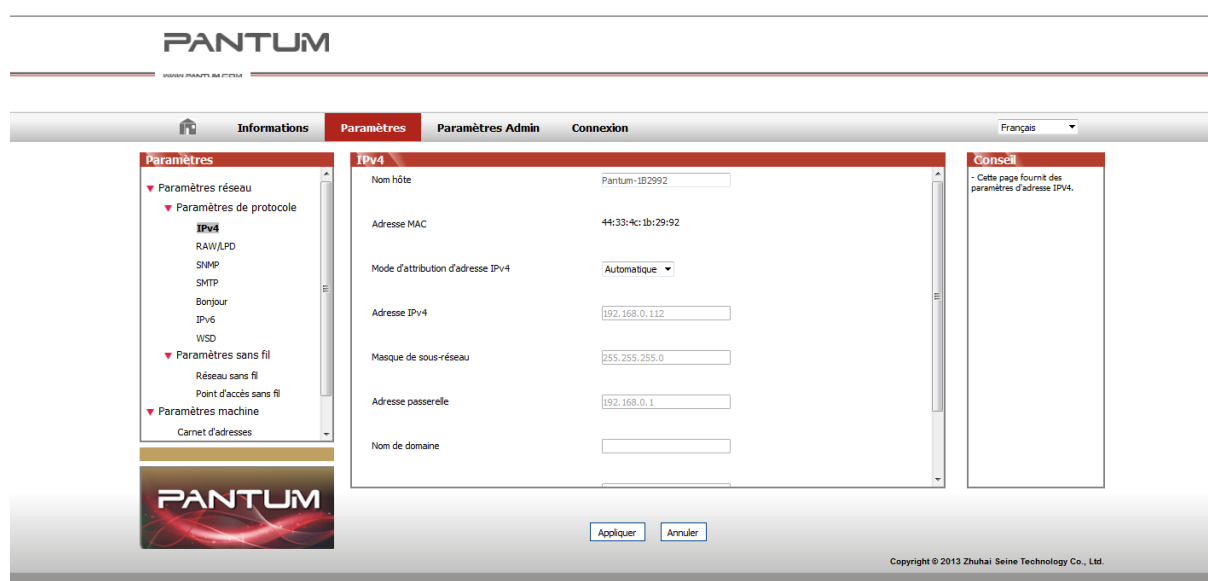 PANTUM
WWW.PANTUM.COM
Informations Paramètres Paramètres Admin Connexion Français
Paramètres
Paramètres réseau
Paramètres de protocole
IPv4
RAW/LPD
SNMP
SMTP
Bonjour
IPv6
WSD
Paramètres sans fil
Réseau sans fil
Point d'accès sans fil
Paramètres machine
Carnet d'adresses
PANTUM
IPv4
Nom hôte Pantum-1B2992
Adresse MAC 44:33:4c:1b:29:92
Mode d'attribution d'adresse IPv4 Automatique
Adresse IPv4 192.168.0.112
Masque de sous-réseau 255.255.255.0
Adresse passerelle 192.168.0.1
Nom de domaine
Appliquer Annuler
Conseil
- Cette page fournit des
paramètres d'adresse IPV4.
Copyright © 2013 Zhuhai Seine Technology Co., Ltd.